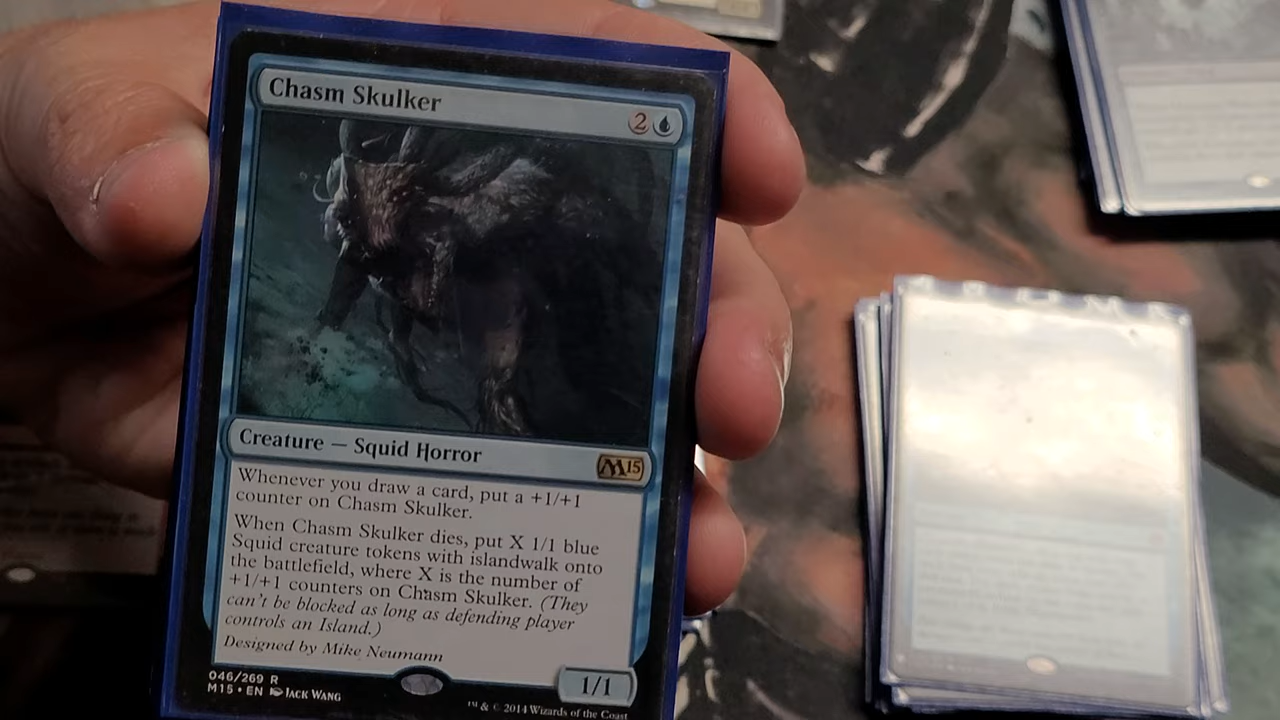 Chasm Skulker
2
Creature — Squid Horror
M15
Whenever you draw a card, put a +1/+1
counter on Chasm Skulker.
When Chasm Skulker dies, put X 1/1 blue
Squid creature tokens with islandwalk onto
the battlefield, where X is the number of
+1/+1 counters on Chasm Skulker. (They
can't be blocked as long as defending player
controls an Island.)
Designed by Mike Neumann
046/269 R
M15 • EN Jack Wang
1/1
™ & © 2014 Wizards of the Coast